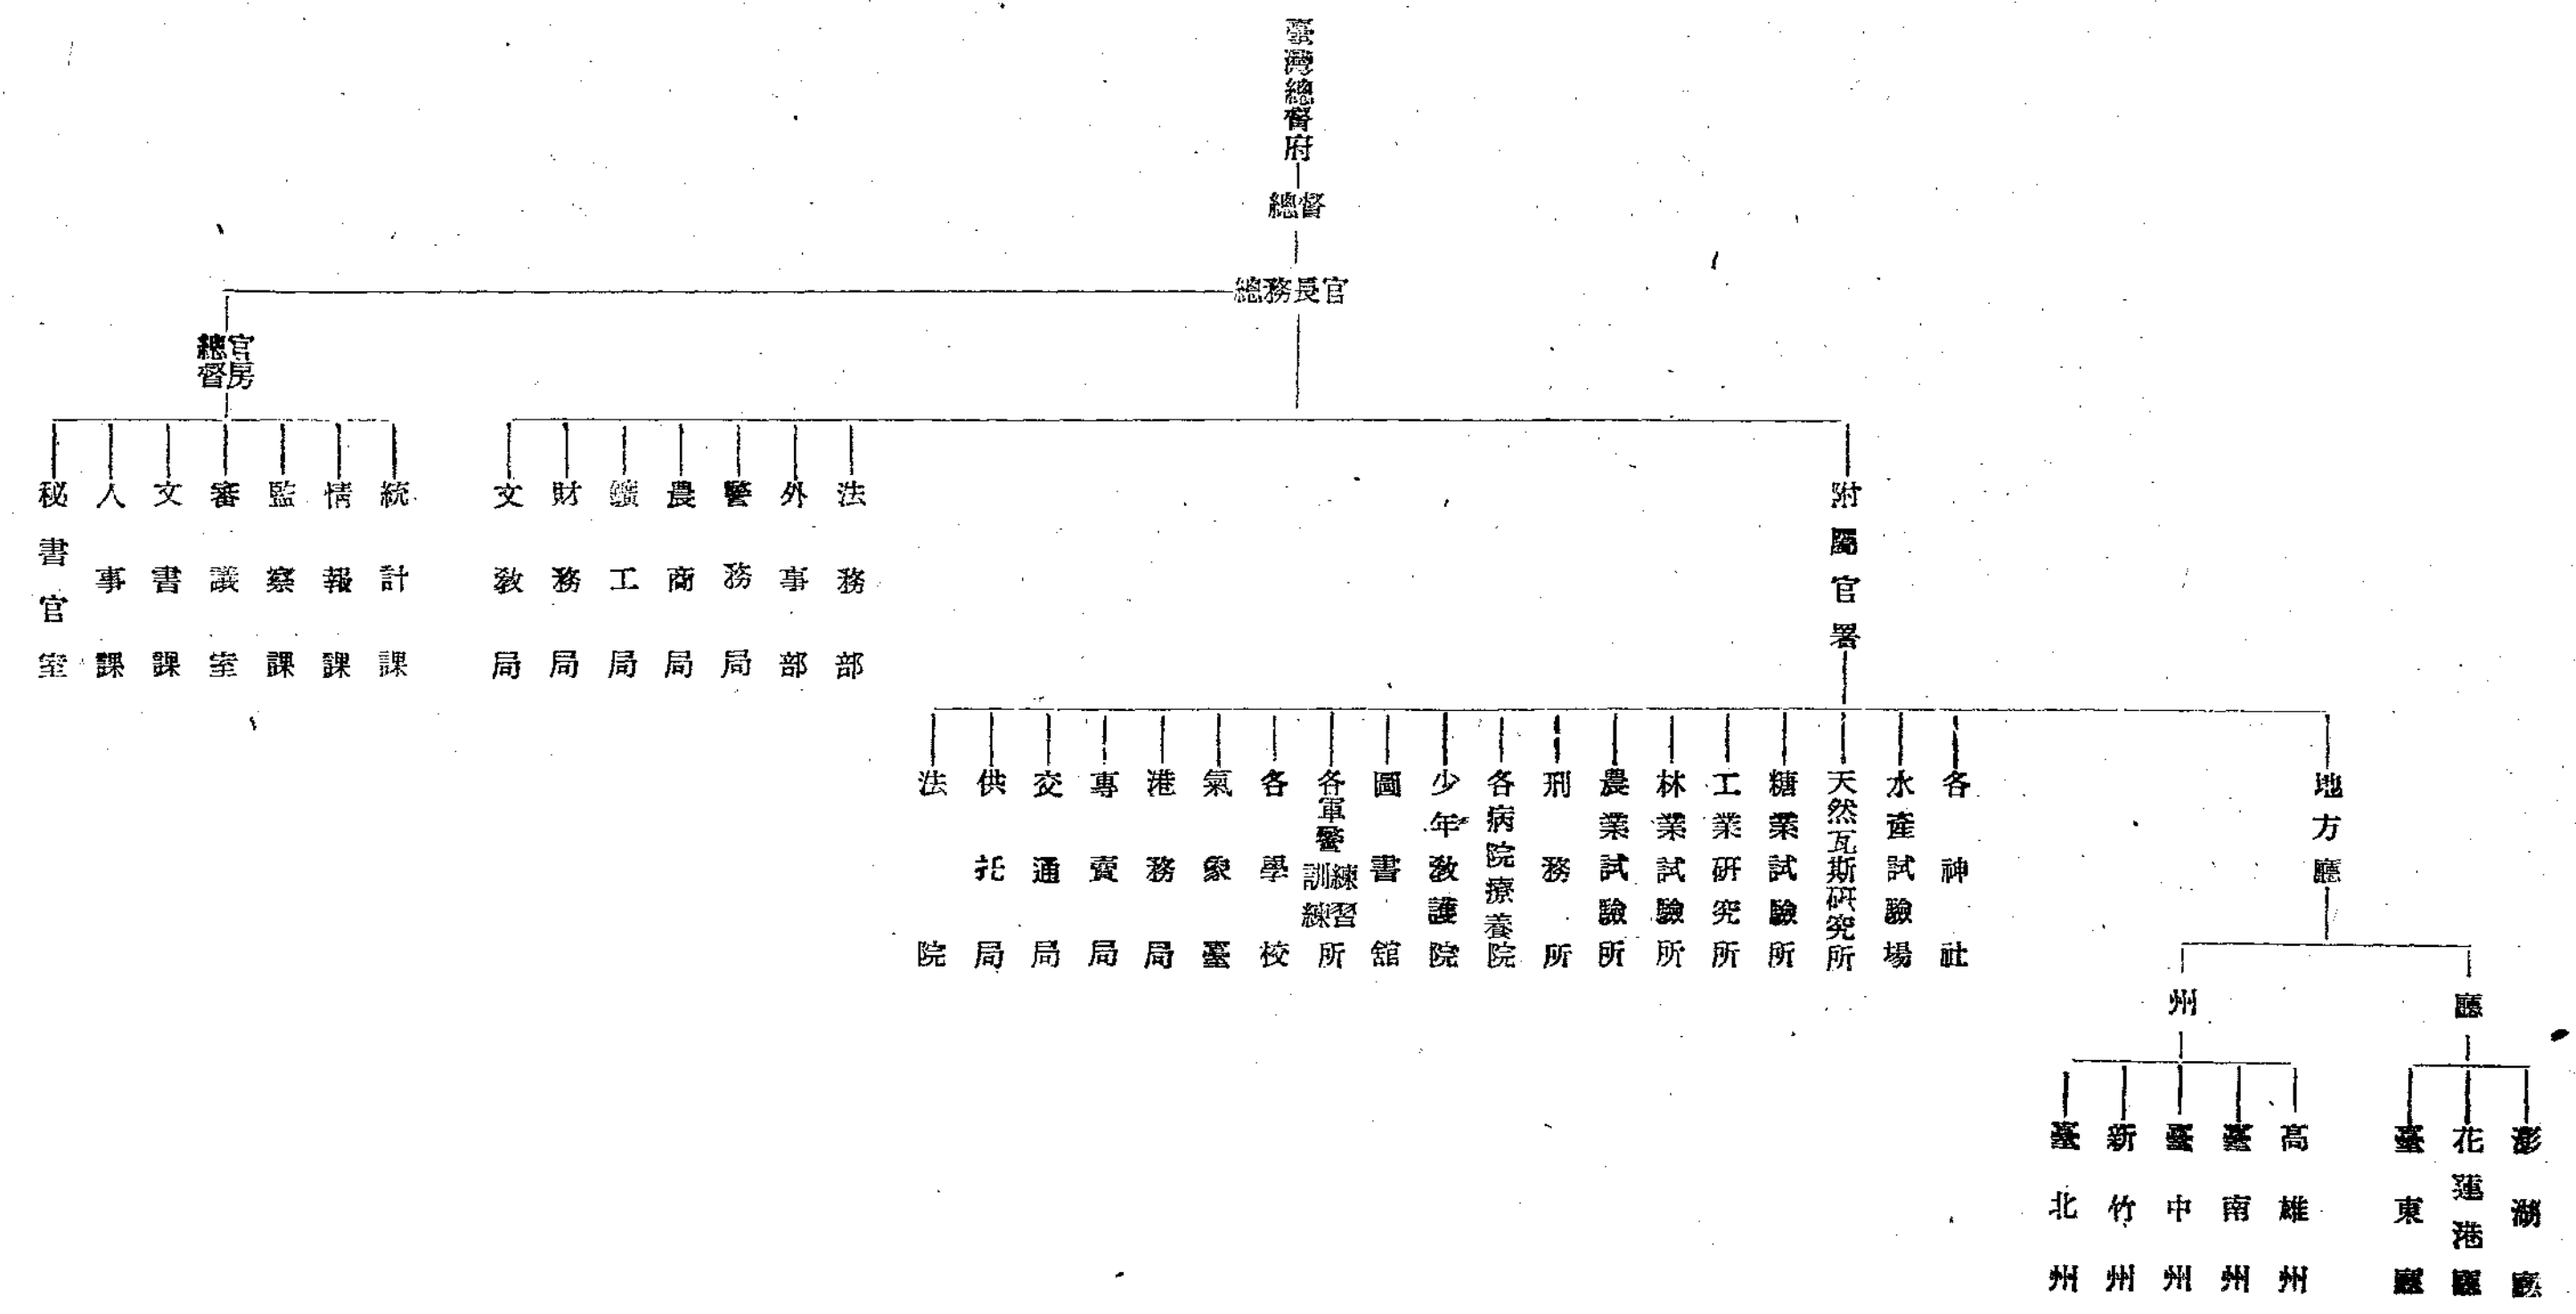 臺灣總督府
總督
總務長官
總督官房
秘書官室
人事課
文書課
審議室
監察課
情報課
統計課
文教局
財務局
鑛工局
農商局
警務局
外事部
法務部
附屬官署
法院
供托局
交通局
專賣局
港務局
氣象臺
各學校
各軍警訓練練習所
圖書舘
少年教護院
各病院療養院
刑務所
農業試驗所
林業試驗所
工業研究所
糖業試驗所
天然瓦斯研究所
水產試驗場
各神社
地方廳
州
廳
臺北州
新竹州
臺中州
臺南州
高雄州
臺東廳
花蓮港廳
澎湖廳